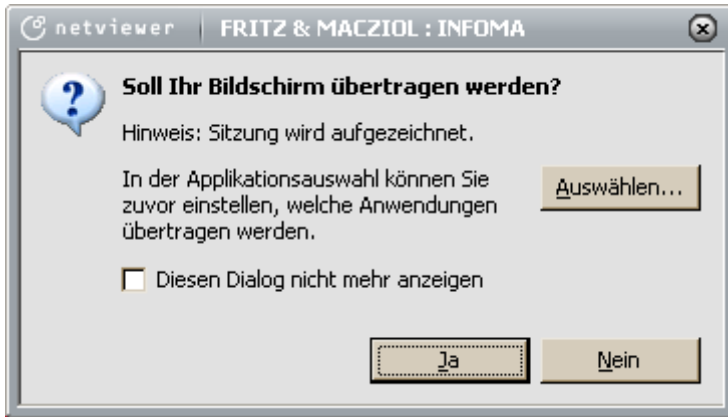 netviewer FRITZ & MACZIOL : INFOMA
Soll Ihr Bildschirm übertragen werden?
Hinweis: Sitzung wird aufgezeichnet.
In der Applikationsauswahl können Sie
zuvor einstellen, welche Anwendungen
übertragen werden.
Auswählen...
Diesen Dialog nicht mehr anzeigen
Ja
Nein